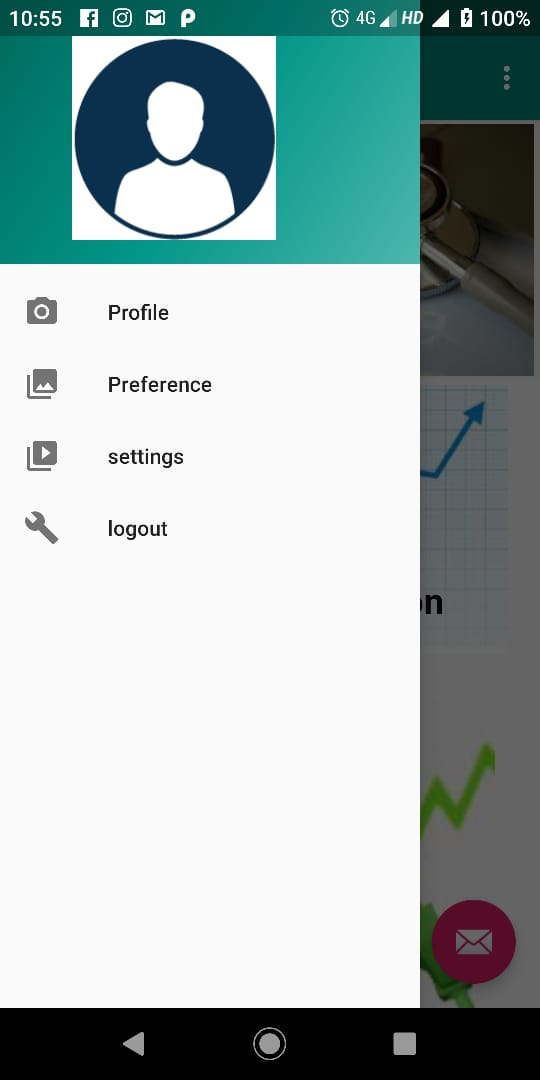 10:55 4G HD 100%
Profile
Preference
settings
logout
on